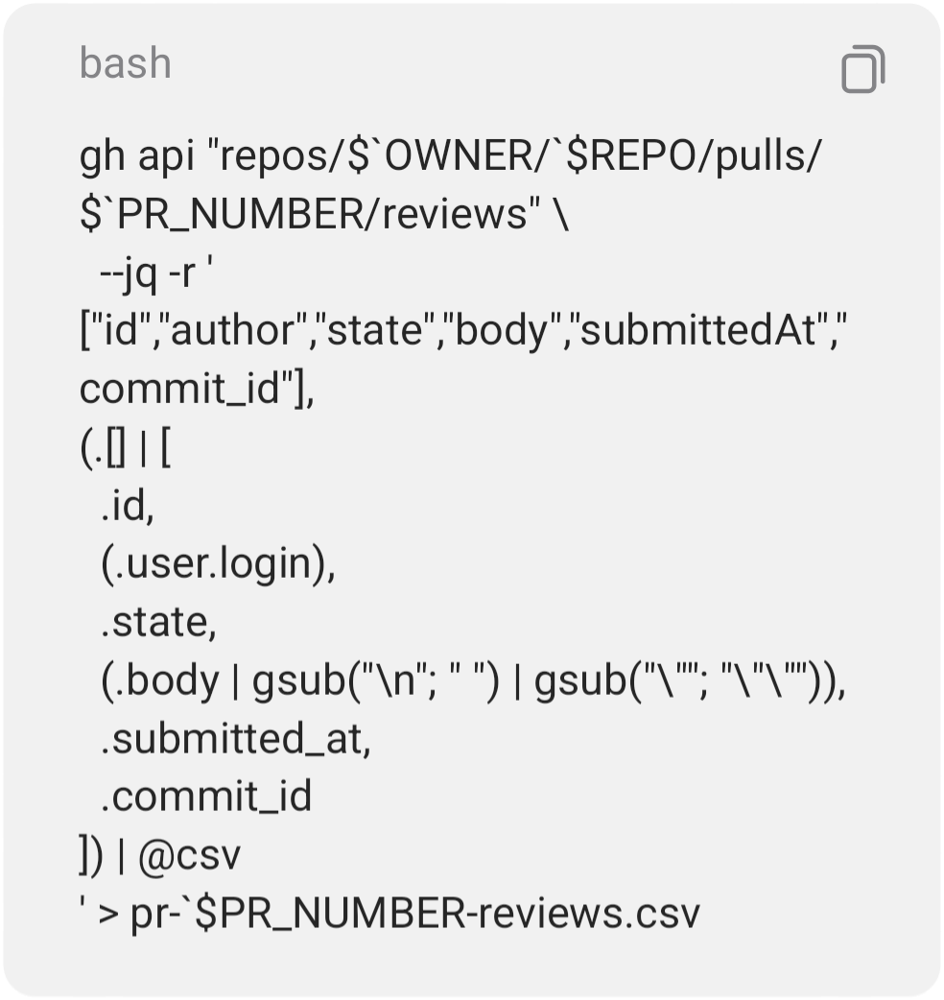 bash
gh api "repos/$`OWNER/`$REPO/pulls/
$`PR_NUMBER/reviews" \
  --jq -r '
["id","author","state","body","submittedAt","
commit_id"],
(.[] | [
  .id,
  (.user.login),
  .state,
  (.body | gsub("\n"; " ") | gsub("\""; "\"\"")),
  .submitted_at,
  .commit_id
]) | @csv
' > pr-`$PR_NUMBER-reviews.csv